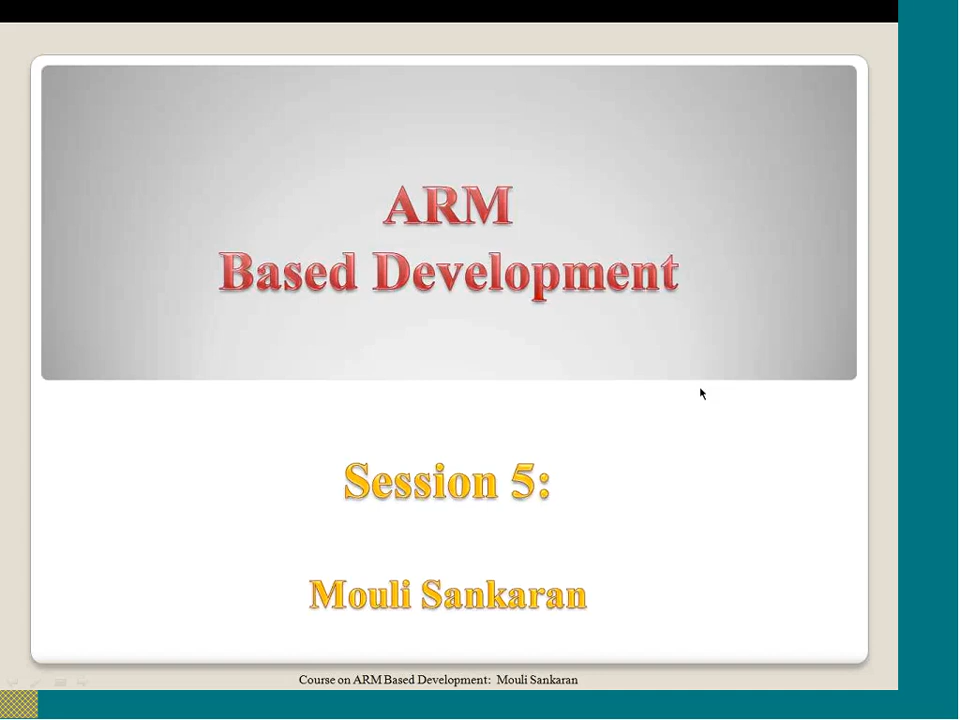 ARM
Based Development
Session 5:
Mouli Sankaran
Course on ARM Based Development:  Mouli Sankaran